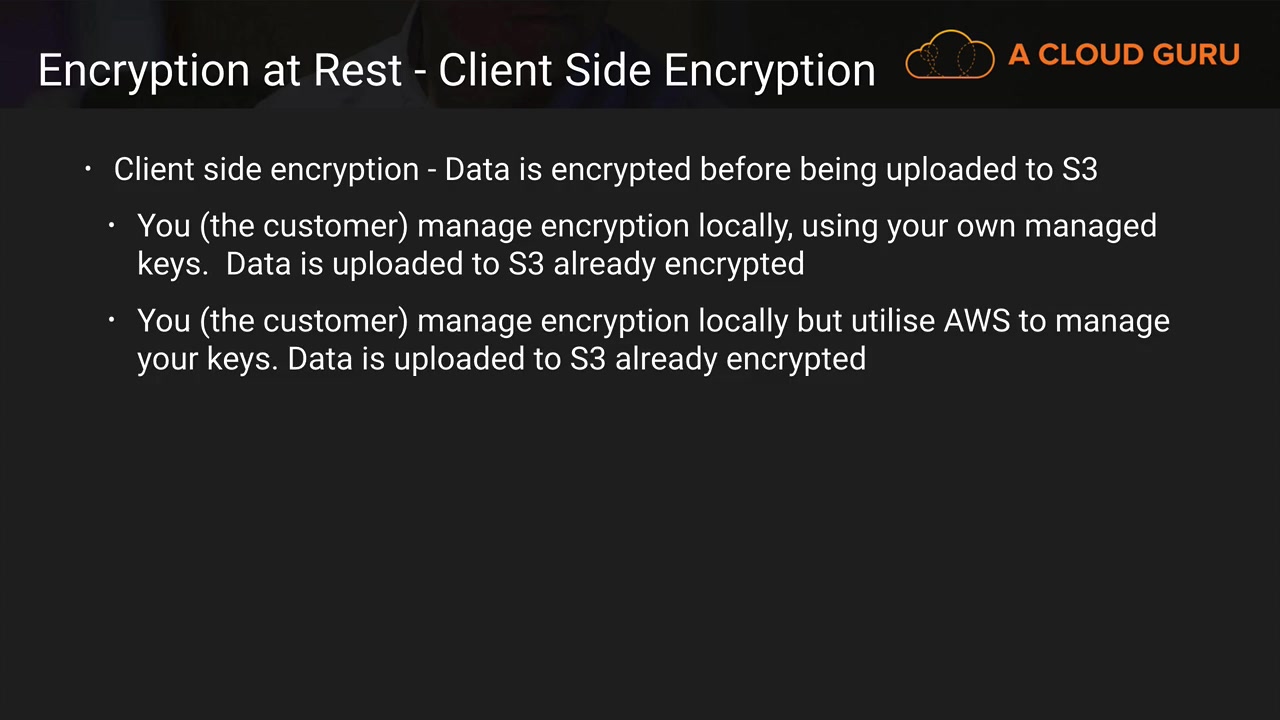 Encryption at Rest - Client Side Encryption
A CLOUD GURU
• Client side encryption - Data is encrypted before being uploaded to S3
• You (the customer) manage encryption locally, using your own managed
keys.  Data is uploaded to S3 already encrypted
• You (the customer) manage encryption locally but utilise AWS to manage
your keys. Data is uploaded to S3 already encrypted